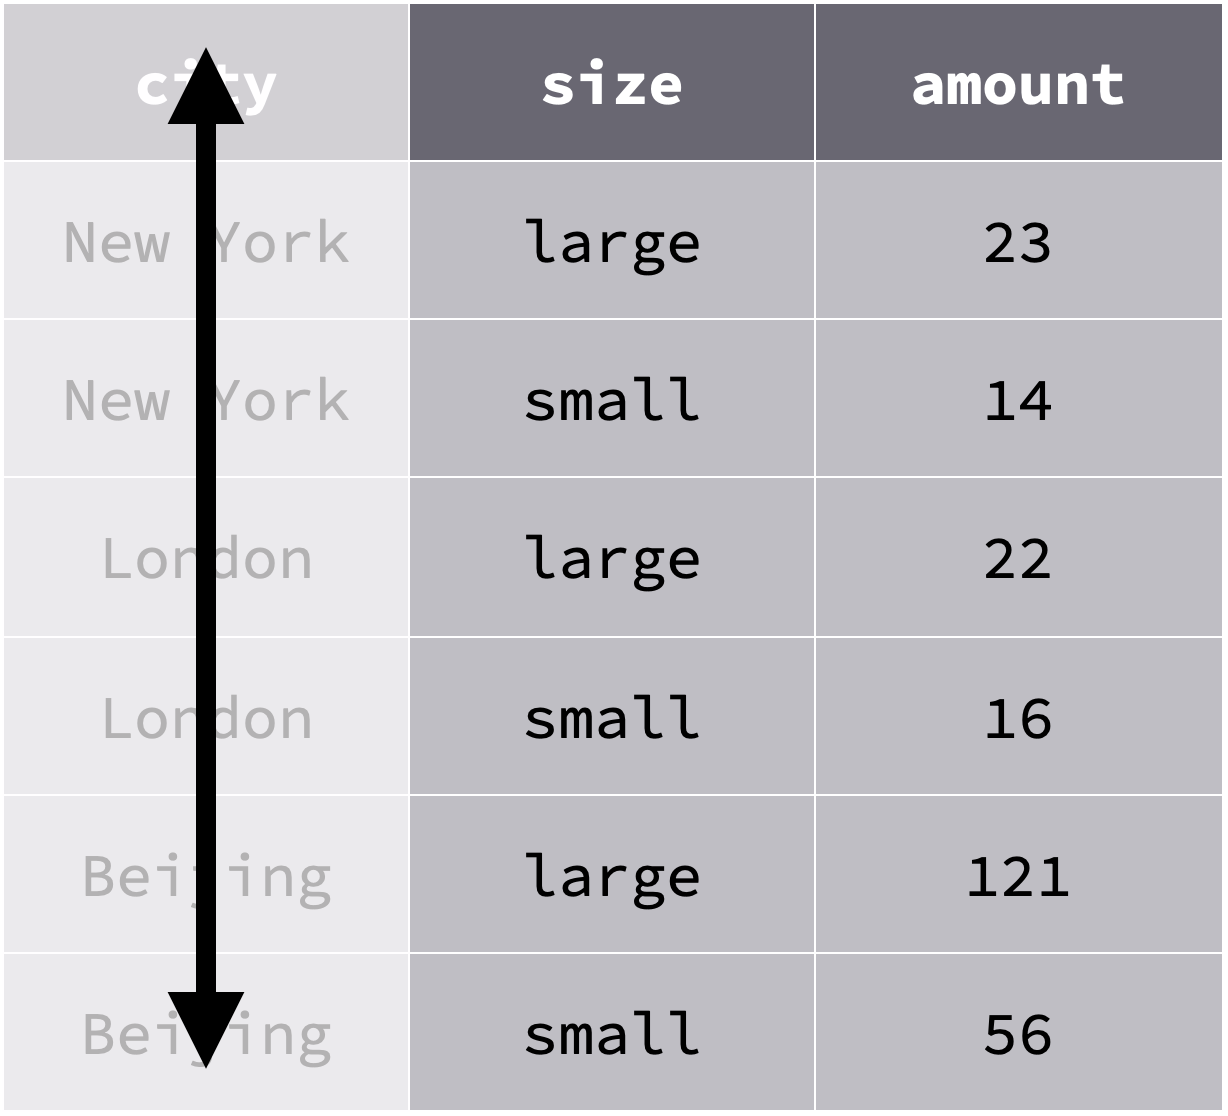 city size amount
New York large 23
New York small 14
London large 22
London small 16
Beijing large 121
Beijing small 56